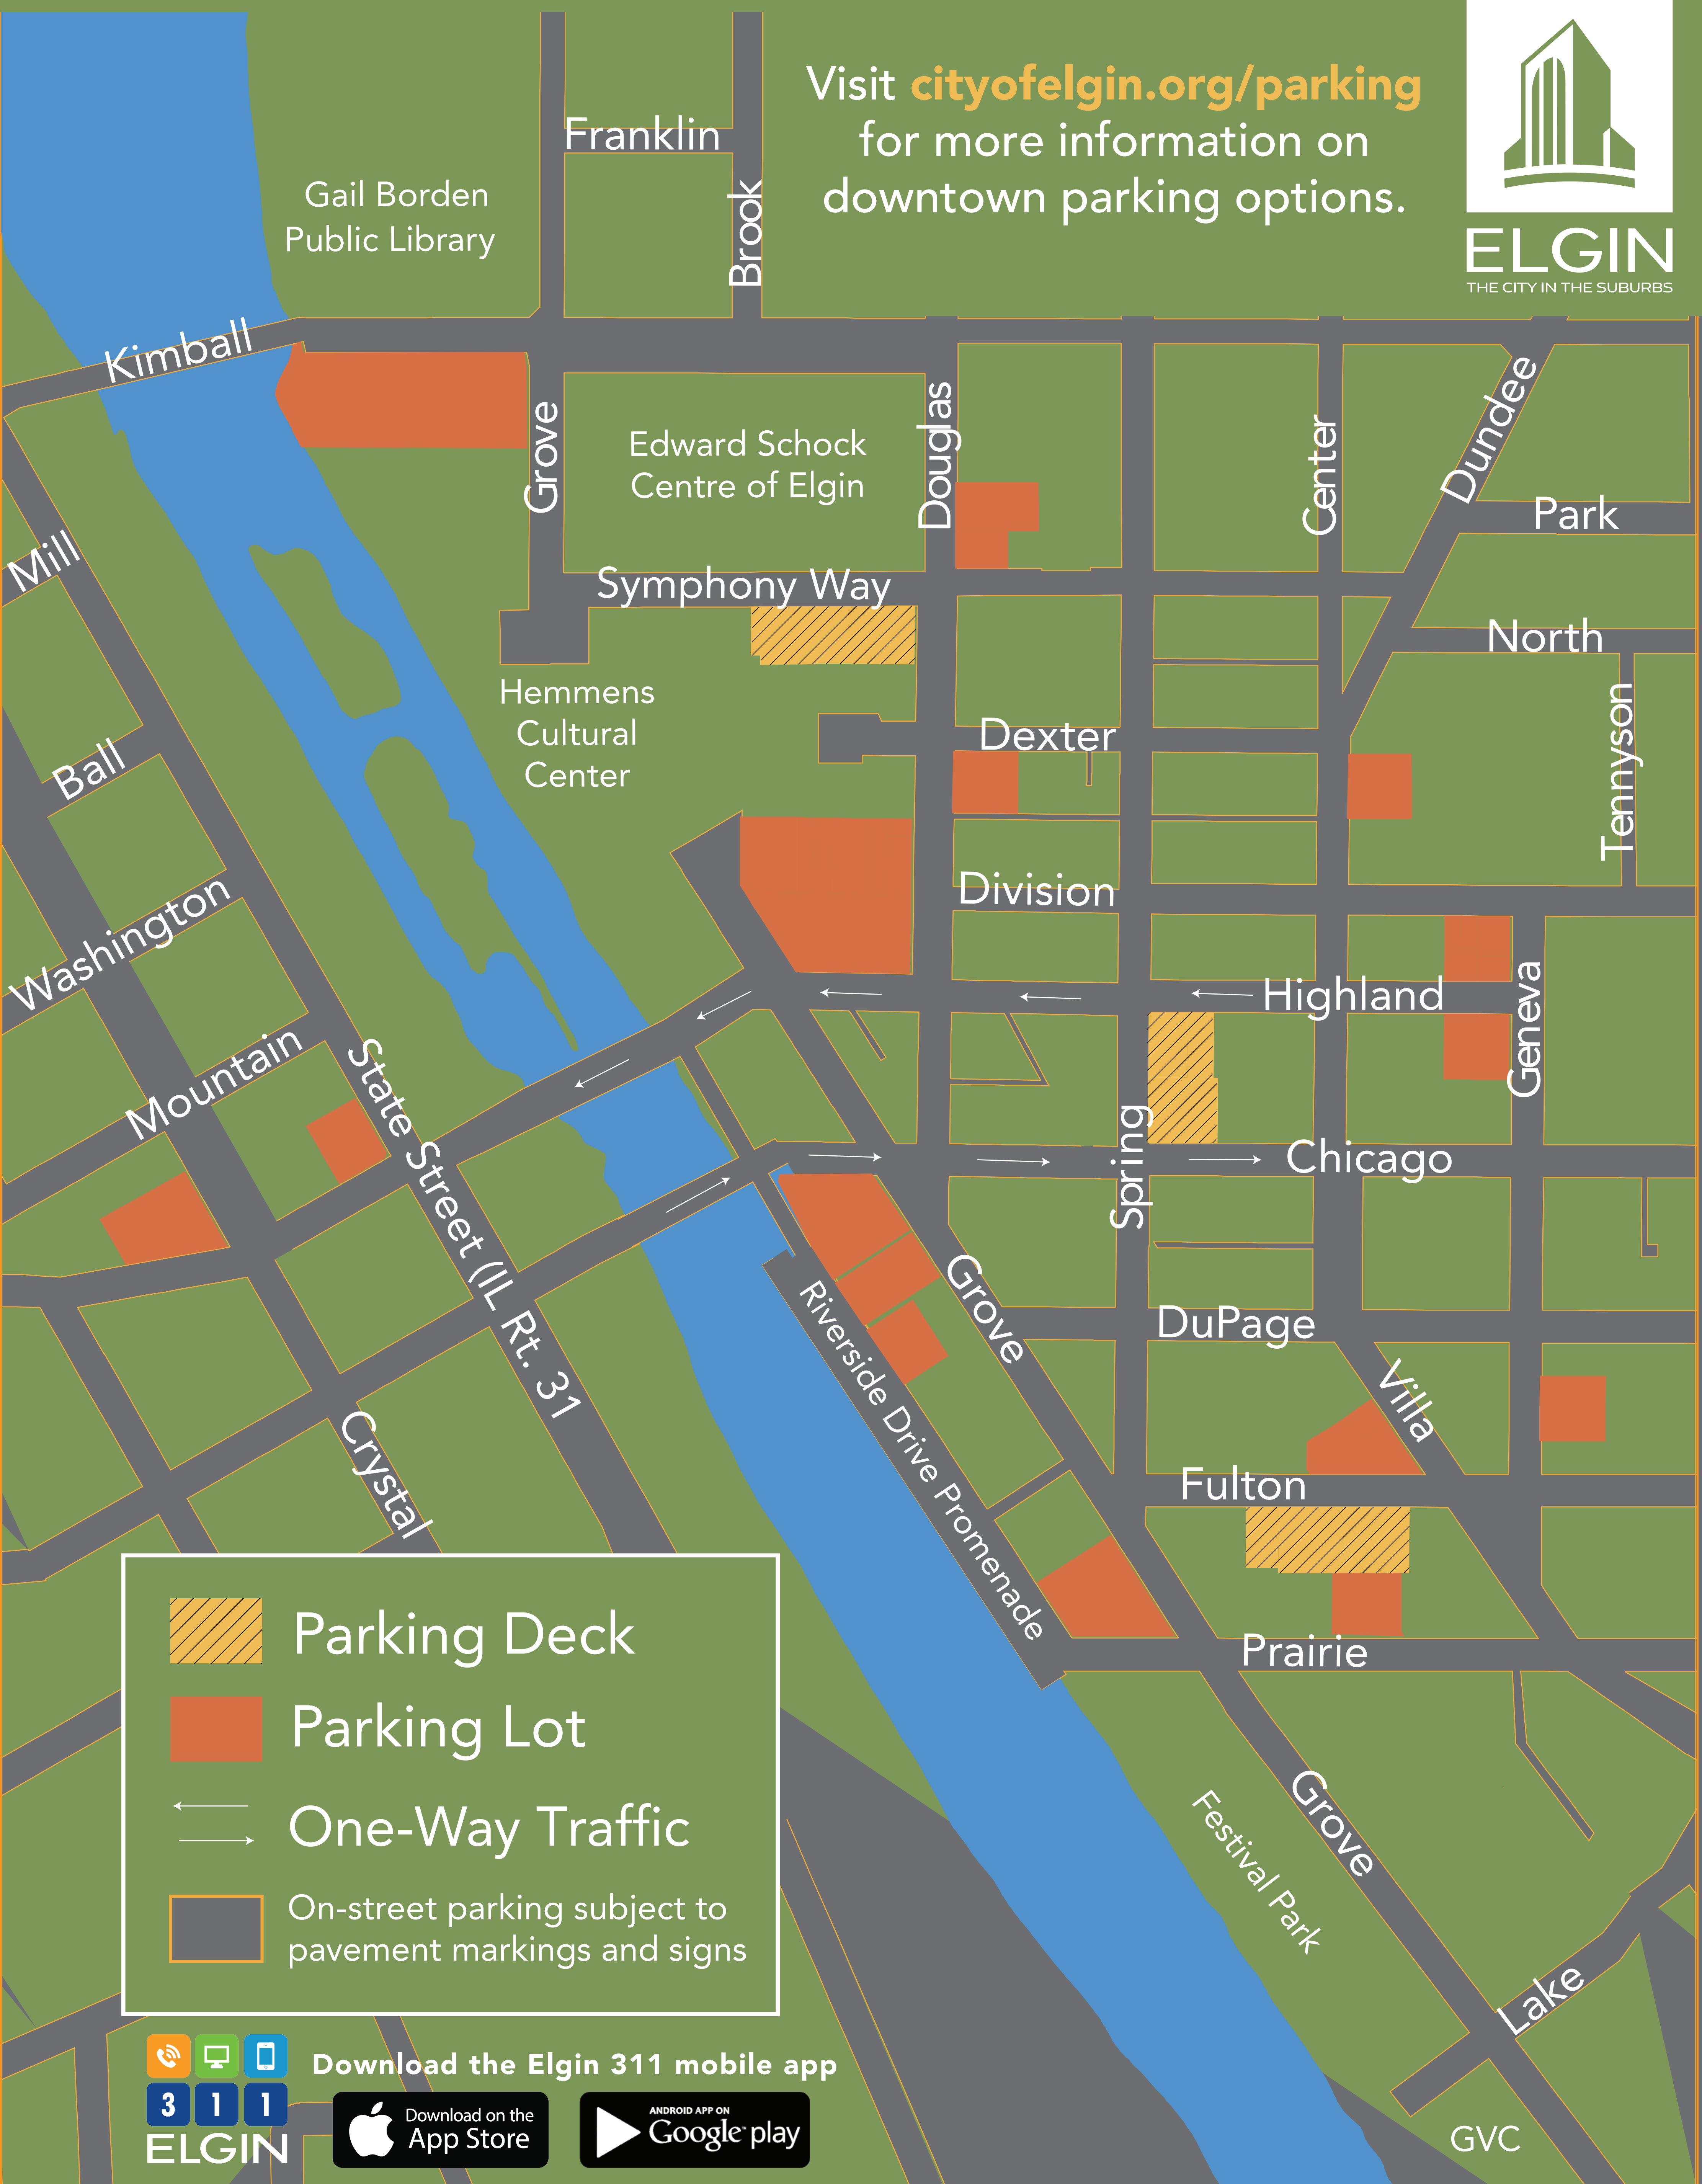 Visit cityofelgin.org/parking
for more information on
downtown parking options.
ELGIN
THE CITY IN THE SUBURBS
Franklin
Brook
Gail Borden
Public Library
Kimball
Grove
Edward Schock
Centre of Elgin
Douglas
Center
Dundee
Park
Mill
Symphony Way
North
Hemmens
Cultural
Center
Dexter
Tennyson
Ball
Division
Washington
Highland
Geneva
Mountain
State Street (IL Rt. 31
Spring
Chicago
Grove
Riverside Drive Promenade
DuPage
Villa
Crystal
Fulton
Prairie
Parking Deck
Parking Lot
One-Way Traffic
On-street parking subject to
pavement markings and signs
Grove
Festival Park
Lake
GVC
311
ELGIN
Download the Elgin 311 mobile app
Download on the
App Store
ANDROID APP ON
Google play